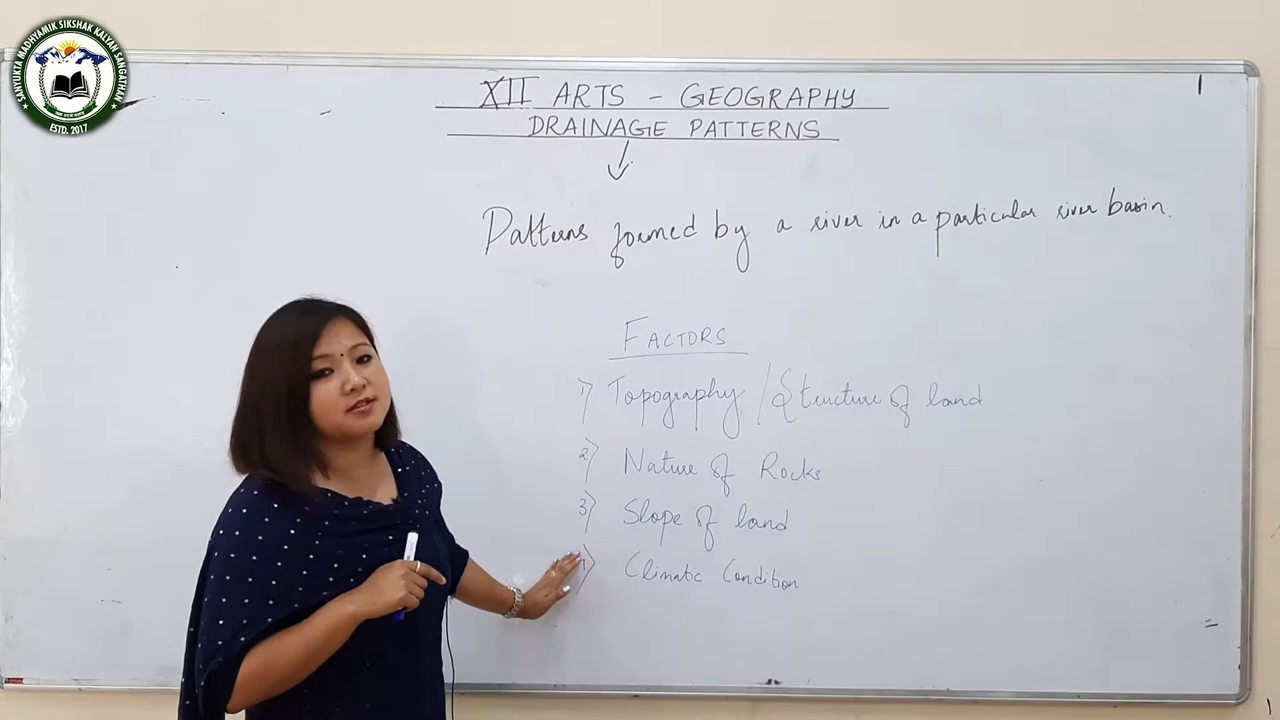 SANYUKTA MADHYAMIK SIKSHAK KALYAN SANGATHAN
ESTD. 2017
XII ARTS - GEOGRAPHY
DRAINAGE PATTERNS
Patterns formed by a river in a particular river basin.
FACTORS
1) Topography / Structure of land
2) Nature of Rocks
3) Slope of land
4) Climatic Condition